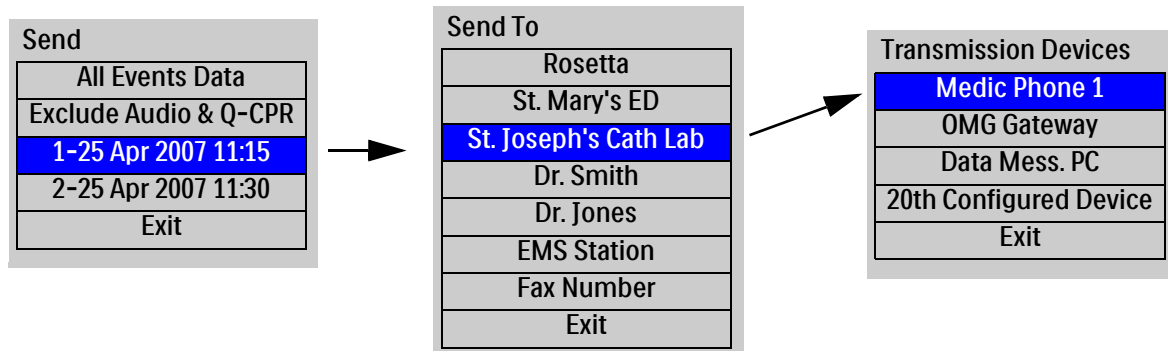 Send
All Events Data
Exclude Audio & Q-CPR
1-25 Apr 2007 11:15
2-25 Apr 2007 11:30
Exit
Send To
Rosetta
St. Mary's ED
St. Joseph's Cath Lab
Dr. Smith
Dr. Jones
EMS Station
Fax Number
Exit
Transmission Devices
Medic Phone 1
OMG Gateway
Data Mess. PC
20th Configured Device
Exit